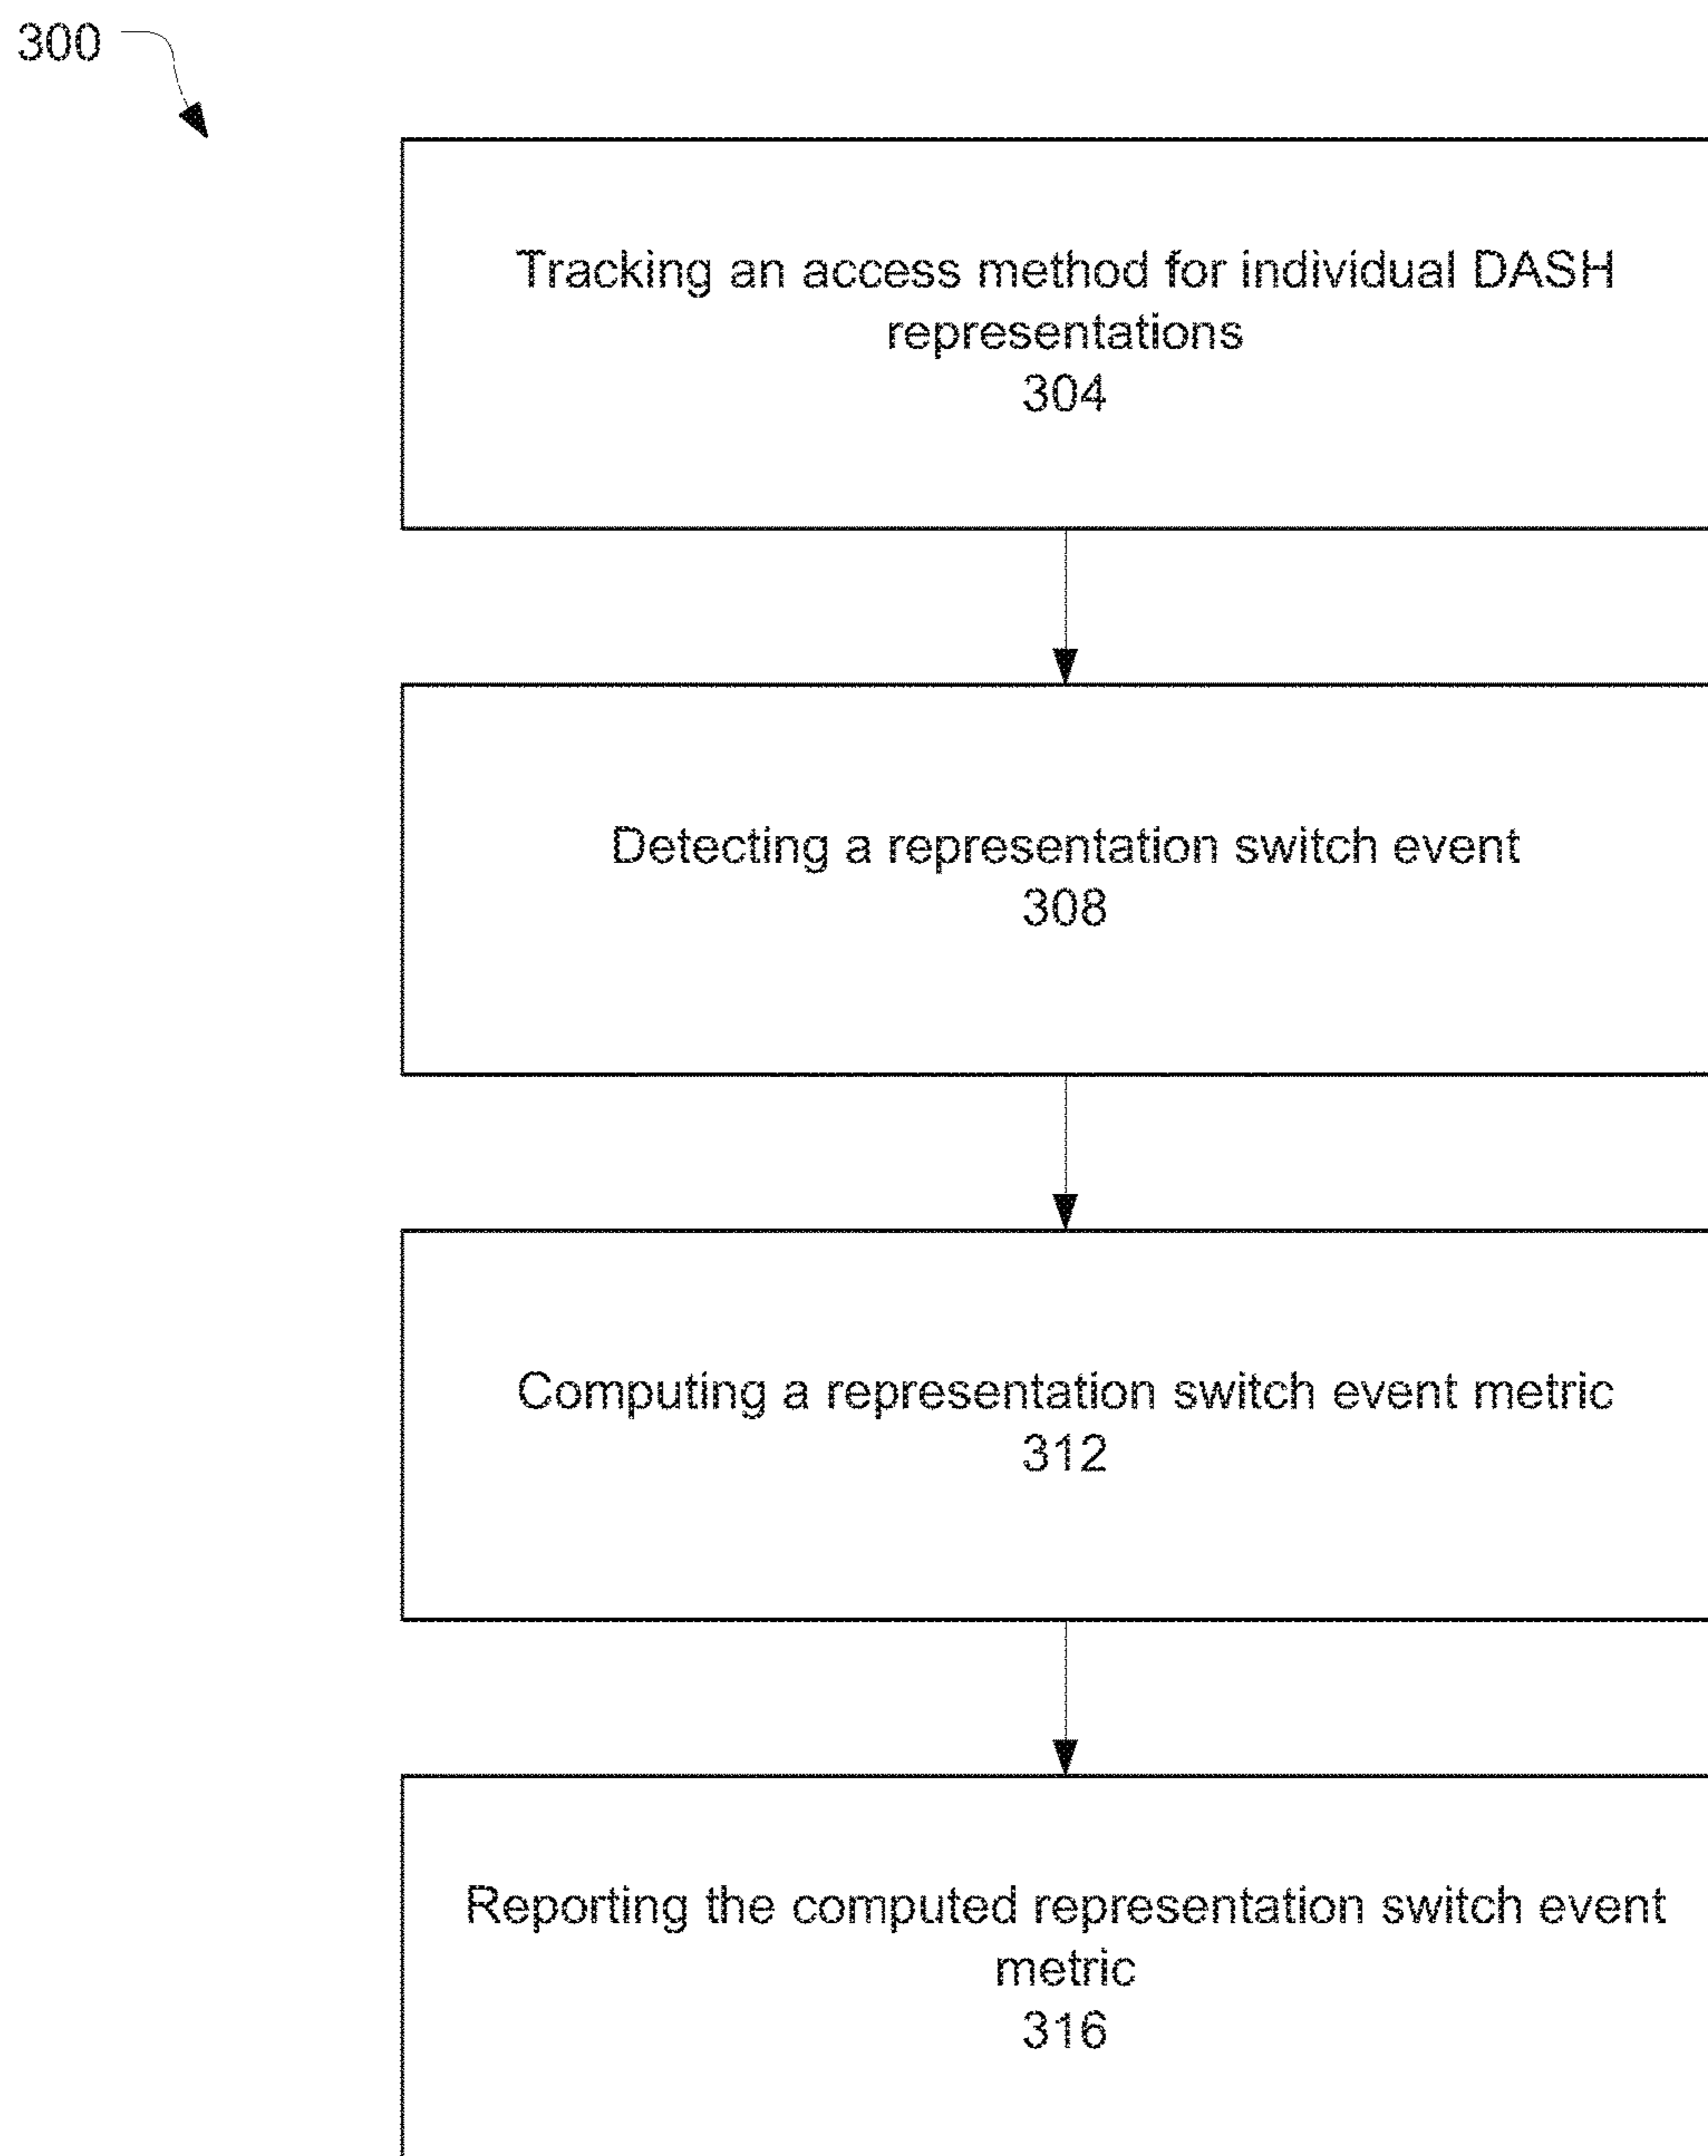 300
Tracking an access method for individual DASH
representations
304
Detecting a representation switch event
308
Computing a representation switch event metric
312
Reporting the computed representation switch event
metric
316